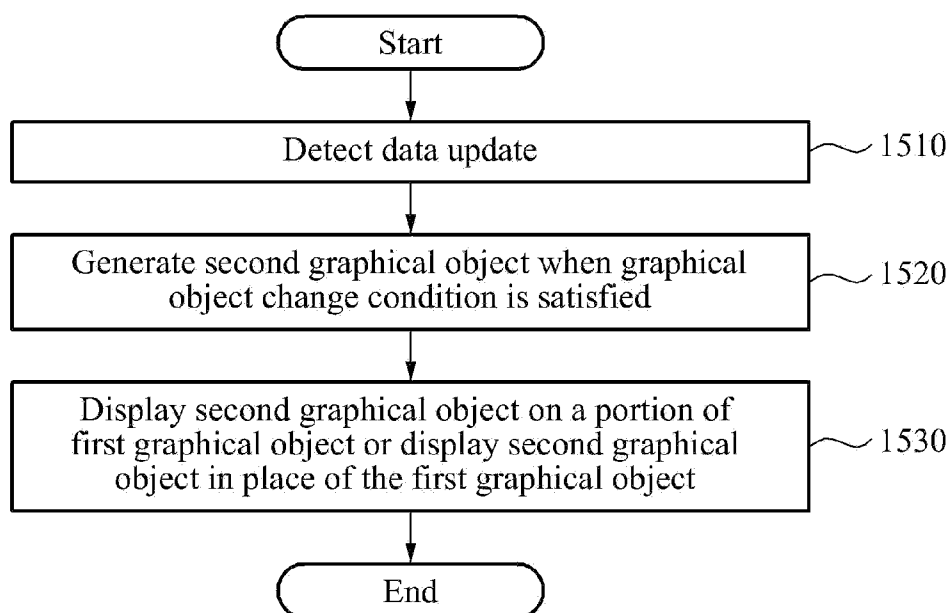 Start
Detect data update
1510
Generate second graphical object when graphical
object change condition is satisfied
1520
Display second graphical object on a portion of
first graphical object or display second graphical
object in place of the first graphical object
1530
End